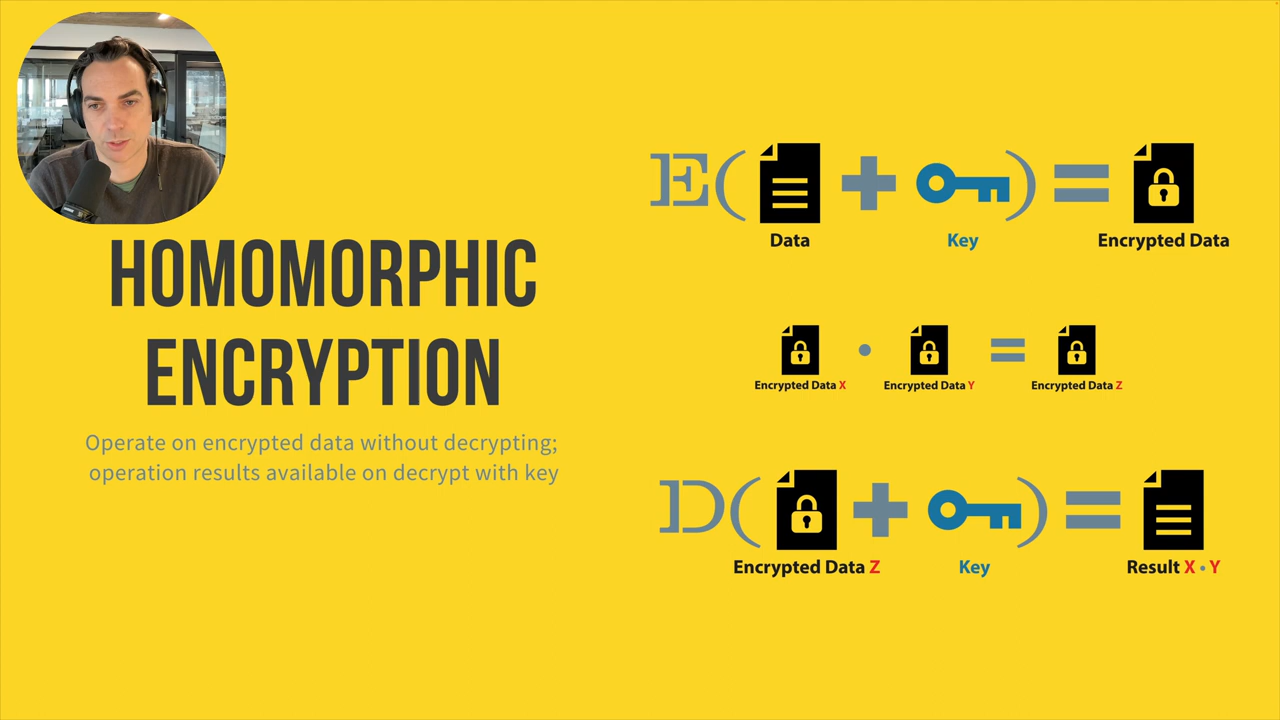 HOMOMORPHIC
ENCRYPTION
Operate on encrypted data without decrypting;
operation results available on decrypt with key
E( + ) =
Data Key Encrypted Data
• =
Encrypted Data X Encrypted Data Y Encrypted Data Z
D( + ) =
Encrypted Data Z Key Result X • Y